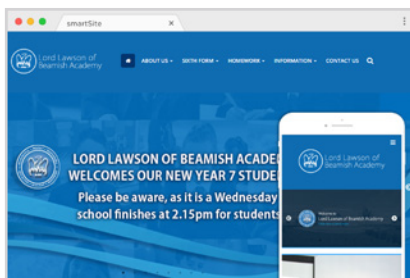 smartSite
Lord Lawson of
Beamish Academy
ABOUT US
SIXTH FORM
HOMEWORK
INFORMATION
CONTACT US
LORD LAWSON OF BEAMISH ACADE
WELCOMES OUR NEW YEAR 7 STUDE
Please be aware, as it is a Wednesday
school finishes at 2.15pm for students
Lord Lawson of
Beamish Academy
Welcome to
Lord Lawson of Beamish Academy